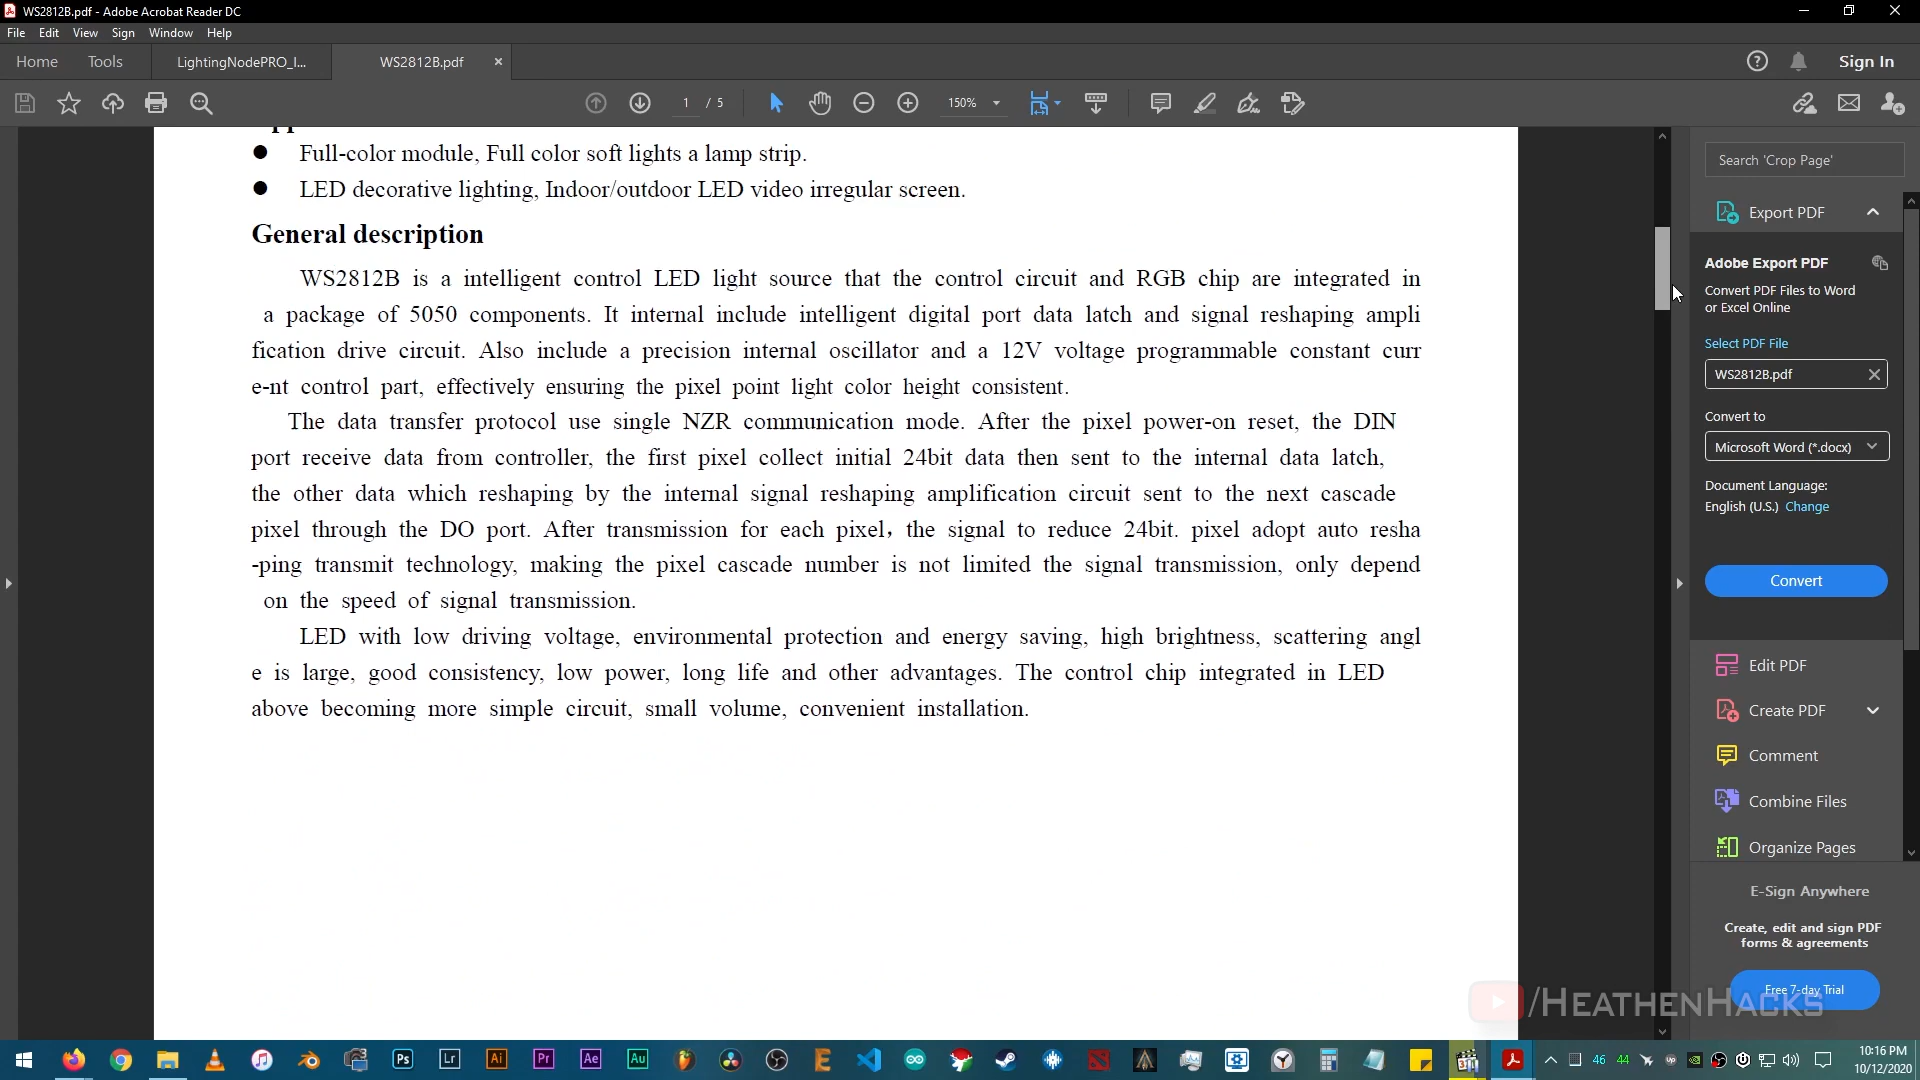 WS2812B.pdf - Adobe Acrobat Reader DC
File Edit View Sign Window Help
Home Tools LightingNodePRO_I... WS2812B.pdf × Sign In
1 / 5 150%
● Full-color module, Full color soft lights a lamp strip.
● LED decorative lighting, Indoor/outdoor LED video irregular screen.
General description
WS2812B is a intelligent control LED light source that the control circuit and RGB chip are integrated in
a package of 5050 components. It internal include intelligent digital port data latch and signal reshaping ampli
fication drive circuit. Also include a precision internal oscillator and a 12V voltage programmable constant curr
e-nt control part, effectively ensuring the pixel point light color height consistent.
The data transfer protocol use single NZR communication mode. After the pixel power-on reset, the DIN
port receive data from controller, the first pixel collect initial 24bit data then sent to the internal data latch,
the other data which reshaping by the internal signal reshaping amplification circuit sent to the next cascade
pixel through the DO port. After transmission for each pixel，the signal to reduce 24bit. pixel adopt auto resha
-ping transmit technology, making the pixel cascade number is not limited the signal transmission, only depend
on the speed of signal transmission.
LED with low driving voltage, environmental protection and energy saving, high brightness, scattering angl
e is large, good consistency, low power, long life and other advantages. The control chip integrated in LED
above becoming more simple circuit, small volume, convenient installation.
Search 'Crop Page'
Export PDF
Adobe Export PDF
Convert PDF Files to Word
or Excel Online
Select PDF File
WS2812B.pdf
Convert to
Microsoft Word (*.docx)
Document Language:
English (U.S.) Change
Convert
Edit PDF
Create PDF
Comment
Combine Files
Organize Pages
E-Sign Anywhere
Create, edit and sign PDF
forms & agreements
Free 7-day Trial
/HEATHENHACKS
Ps Lr Ai Pr Ae Au 46 44 up 10:16 PM
10/12/2020